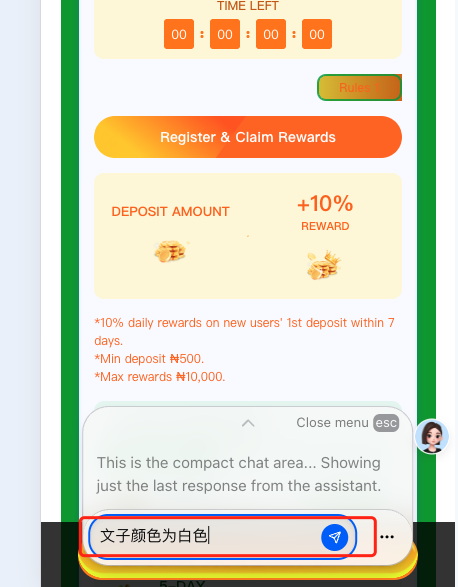 TIME LEFT
00 : 00 : 00 : 00
Rules
Register & Claim Rewards
DEPOSIT AMOUNT
+10%
REWARD
*10% daily rewards on new users' 1st deposit within 7
days.
*Min deposit ₦500.
*Max rewards ₦10,000.
Close menu esc
This is the compact chat area... Showing
just the last response from the assistant.
文子颜色为白色
5-DAY